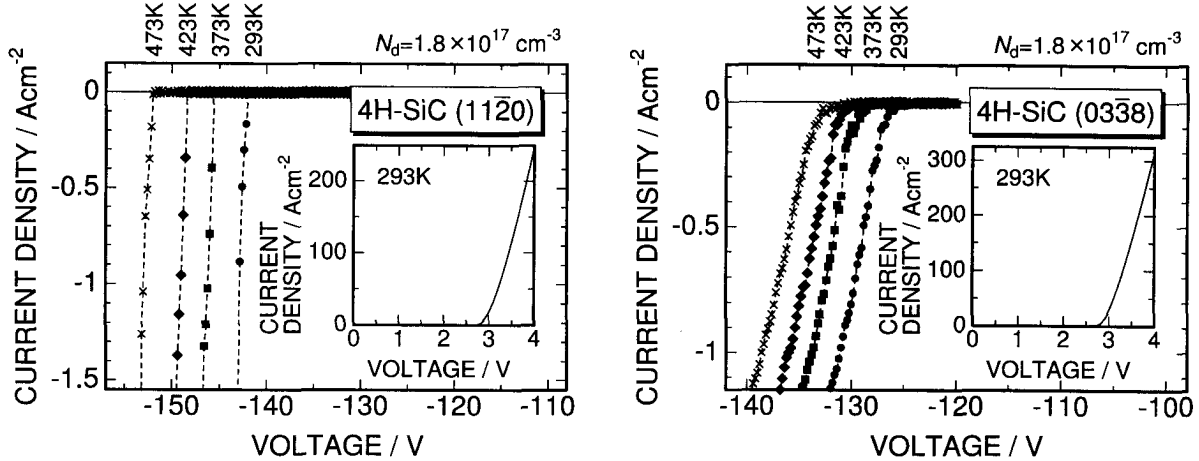 473K
423K
373K
293K
N_d=1.8×10^17 cm^-3
CURRENT DENSITY / Acm^-2
0
-0.5
-1
-1.5
4H-SiC (112̅0)
293K
CURRENT
DENSITY / Acm^-2
200
100
0
0 1 2 3 4
VOLTAGE / V
-150 -140 -130 -120 -110
VOLTAGE / V
473K
423K
373K
293K
N_d=1.8×10^17 cm^-3
CURRENT DENSITY / Acm^-2
0
-0.5
-1
4H-SiC (033̅8)
293K
CURRENT
DENSITY / Acm^-2
300
200
100
0
0 1 2 3 4
VOLTAGE / V
-140 -130 -120 -110 -100
VOLTAGE / V